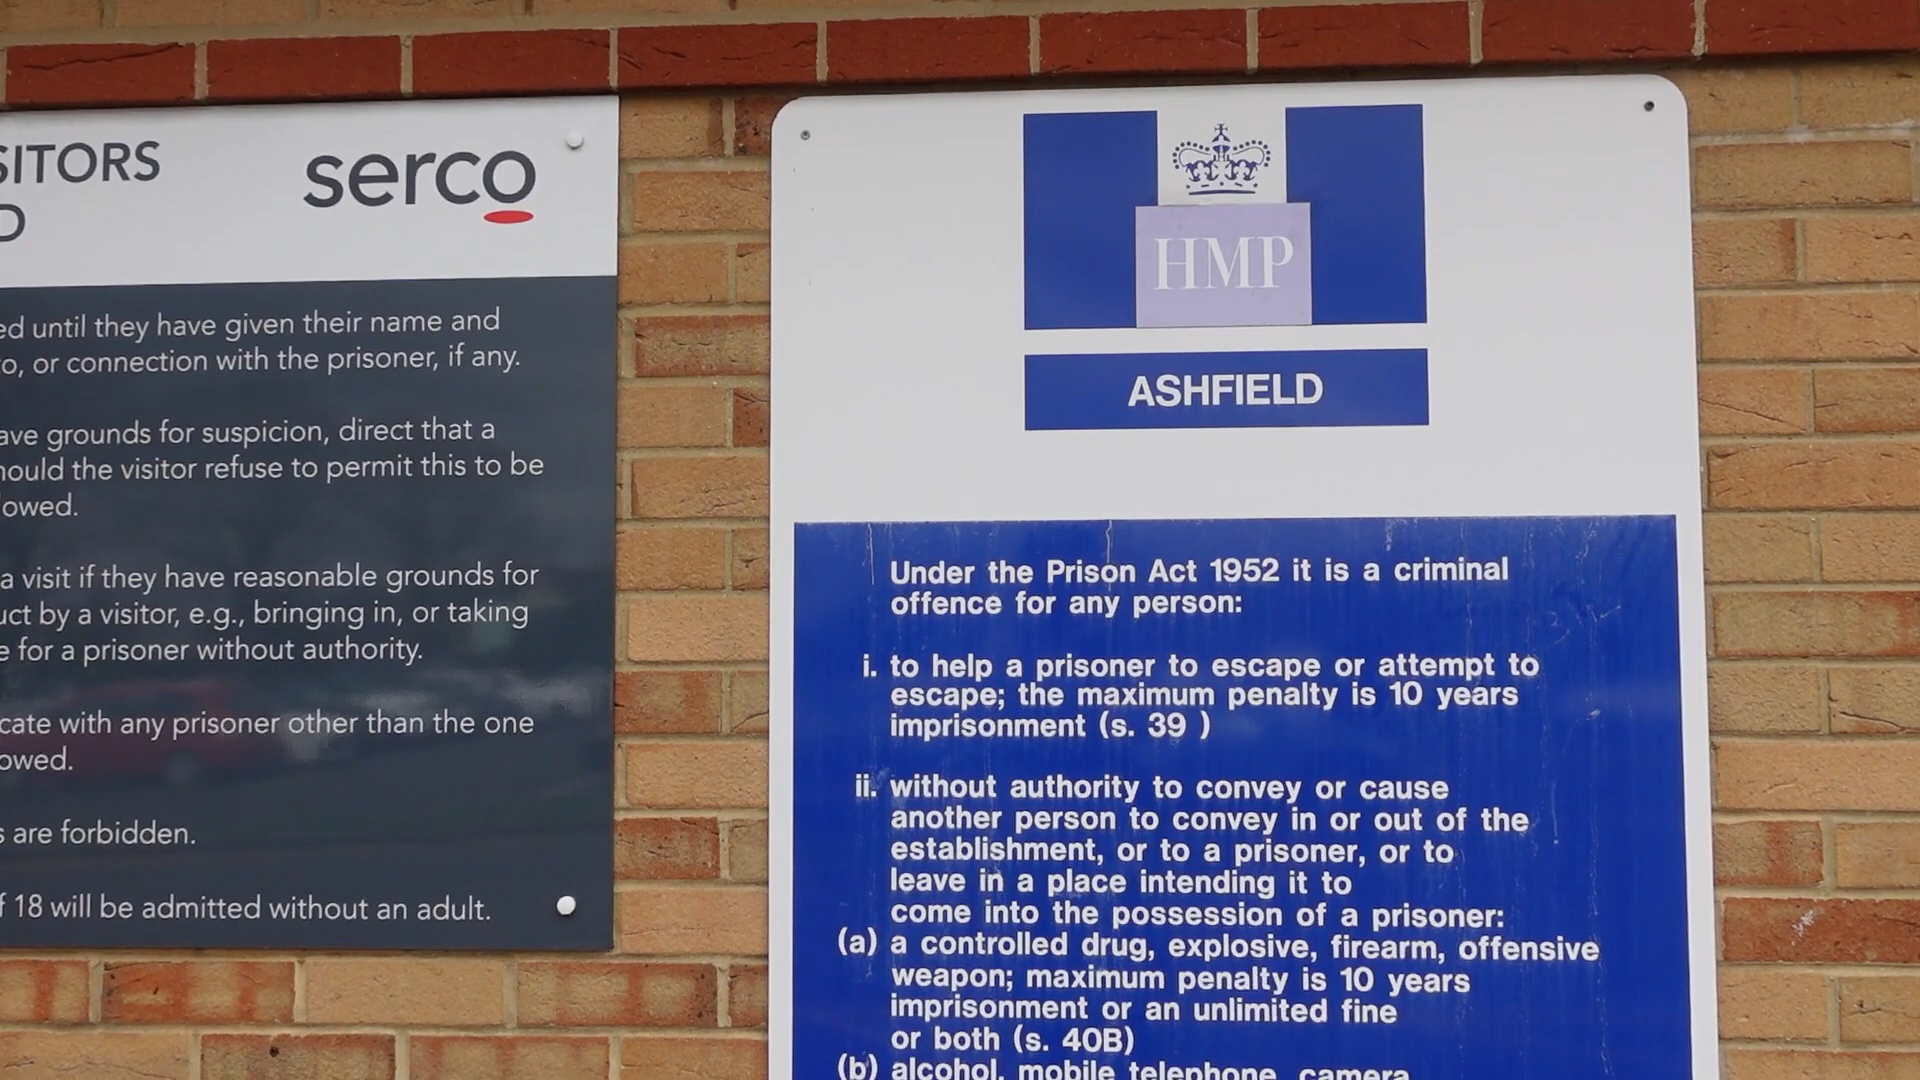 SITORS
D
serco
ed until they have given their name and
o, or connection with the prisoner, if any.
ave grounds for suspicion, direct that a
hould the visitor refuse to permit this to be
lowed.
a visit if they have reasonable grounds for
uct by a visitor, e.g., bringing in, or taking
e for a prisoner without authority.
cate with any prisoner other than the one
owed.
s are forbidden.
f 18 will be admitted without an adult.
HMP
ASHFIELD
Under the Prison Act 1952 it is a criminal
offence for any person:
i. to help a prisoner to escape or attempt to
escape; the maximum penalty is 10 years
imprisonment (s. 39 )
ii. without authority to convey or cause
another person to convey in or out of the
establishment, or to a prisoner, or to
leave in a place intending it to
come into the possession of a prisoner:
(a) a controlled drug, explosive, firearm, offensive
weapon; maximum penalty is 10 years
imprisonment or an unlimited fine
or both (s. 40B)
(b) alcohol, mobile telephone, camera